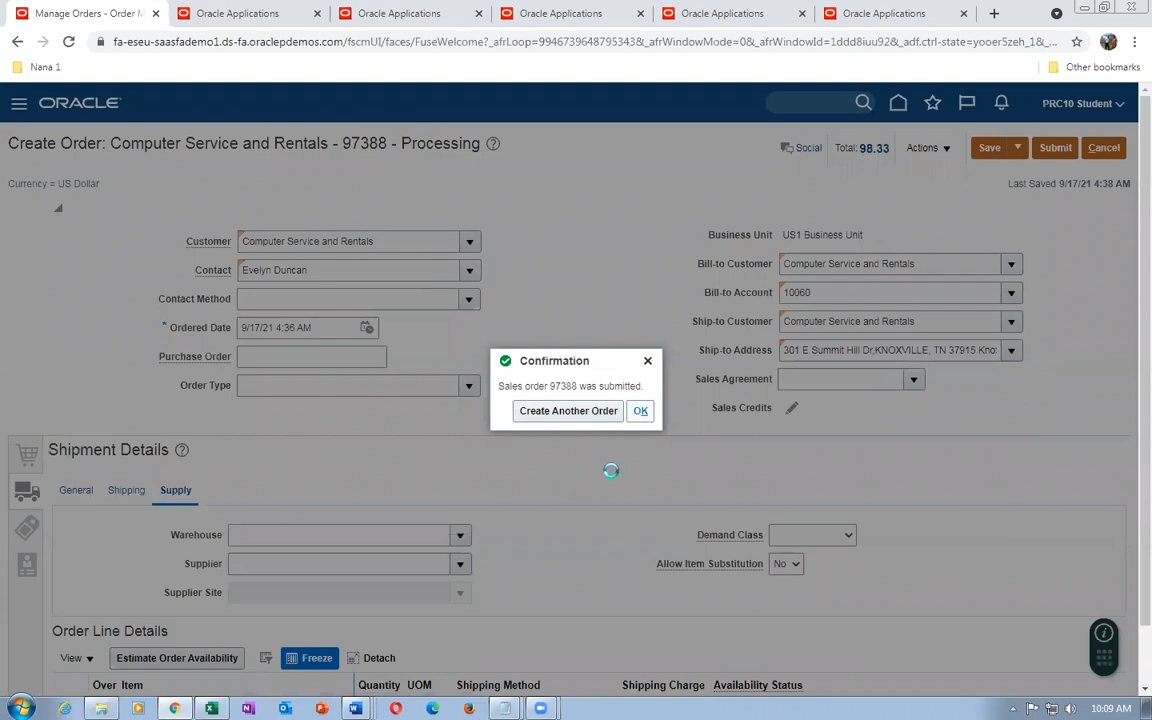 Manage Orders - Order M
Oracle Applications
Oracle Applications
Oracle Applications
Oracle Applications
Oracle Applications
fa-eseu-saasfademo1.ds-fa.oraclepdemos.com/fscmUI/faces/FuseWelcome?_afrLoop=99467396487953438&_afrWindowMode=0&_afrWindowId=1ddd8iuu92&_adf.ctrl-state=yooer5zeh_1&_...
Nana 1
Other bookmarks
ORACLE
PRC10 Student
Create Order: Computer Service and Rentals - 97388 - Processing
Social
Total: 98.33
Actions
Save
Submit
Cancel
Currency = US Dollar
Last Saved 9/17/21 4:38 AM
Customer Computer Service and Rentals
Contact Evelyn Duncan
Contact Method
* Ordered Date 9/17/21 4:36 AM
Purchase Order
Order Type
Business Unit US1 Business Unit
Bill-to Customer Computer Service and Rentals
Bill-to Account 10060
Ship-to Customer Computer Service and Rentals
Ship-to Address 301 E Summit Hill Dr,KNOXVILLE, TN 37915 Kno
Sales Agreement
Sales Credits
Confirmation
Sales order 97388 was submitted.
Create Another Order
OK
Shipment Details
General
Shipping
Supply
Warehouse
Supplier
Supplier Site
Demand Class
Allow Item Substitution No
Order Line Details
View
Estimate Order Availability
Freeze
Detach
Over Item
Quantity UOM
Shipping Method
Shipping Charge
Availability Status
10:09 AM